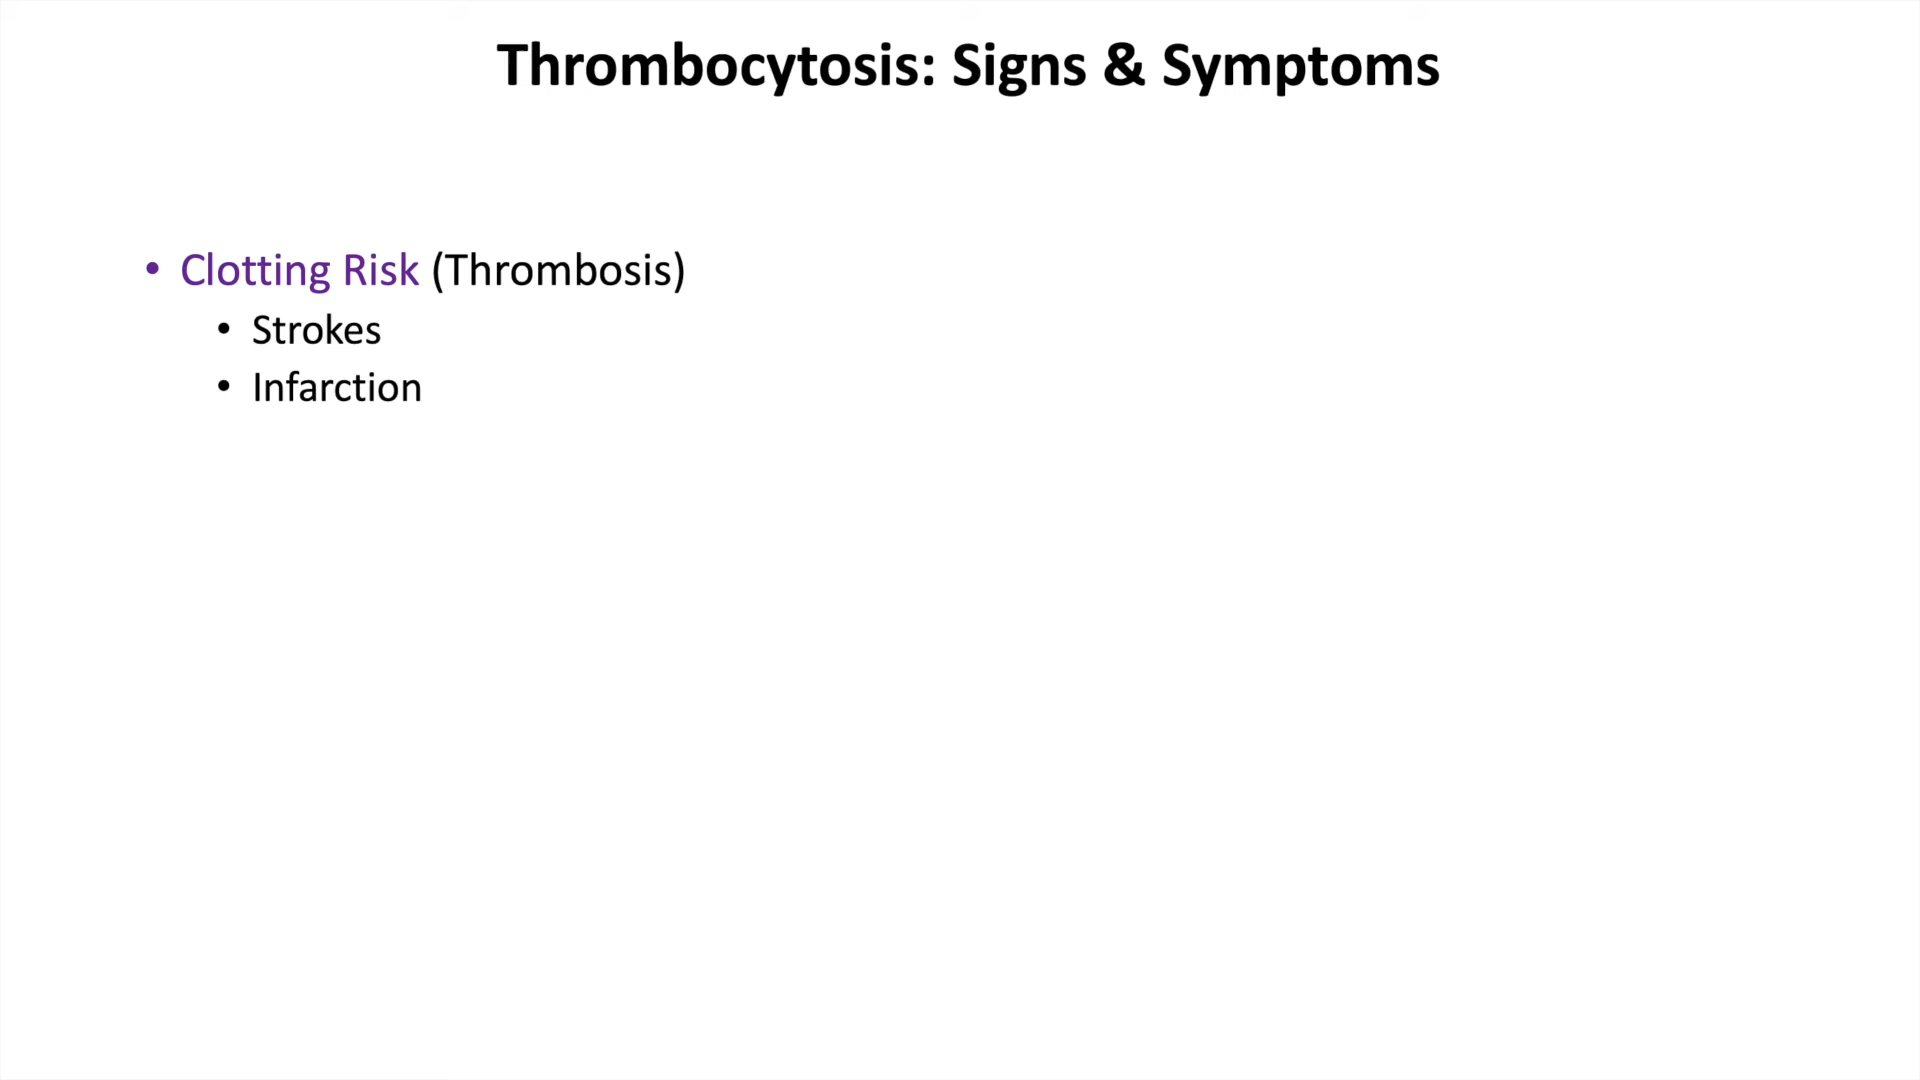 Thrombocytosis: Signs & Symptoms
• Clotting Risk (Thrombosis)
• Strokes
• Infarction